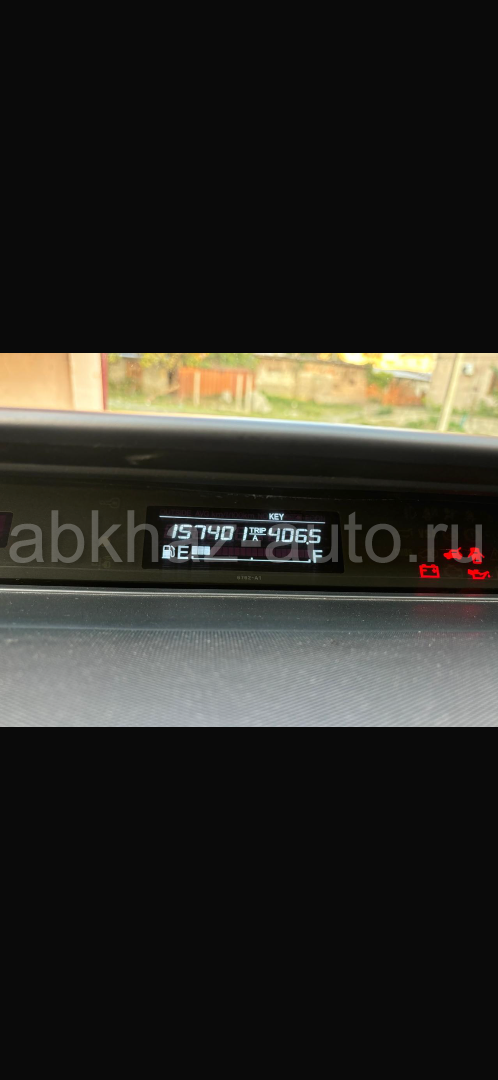 KEY
157401 TRIP A 406.5
E F
abkhaz-auto.ru